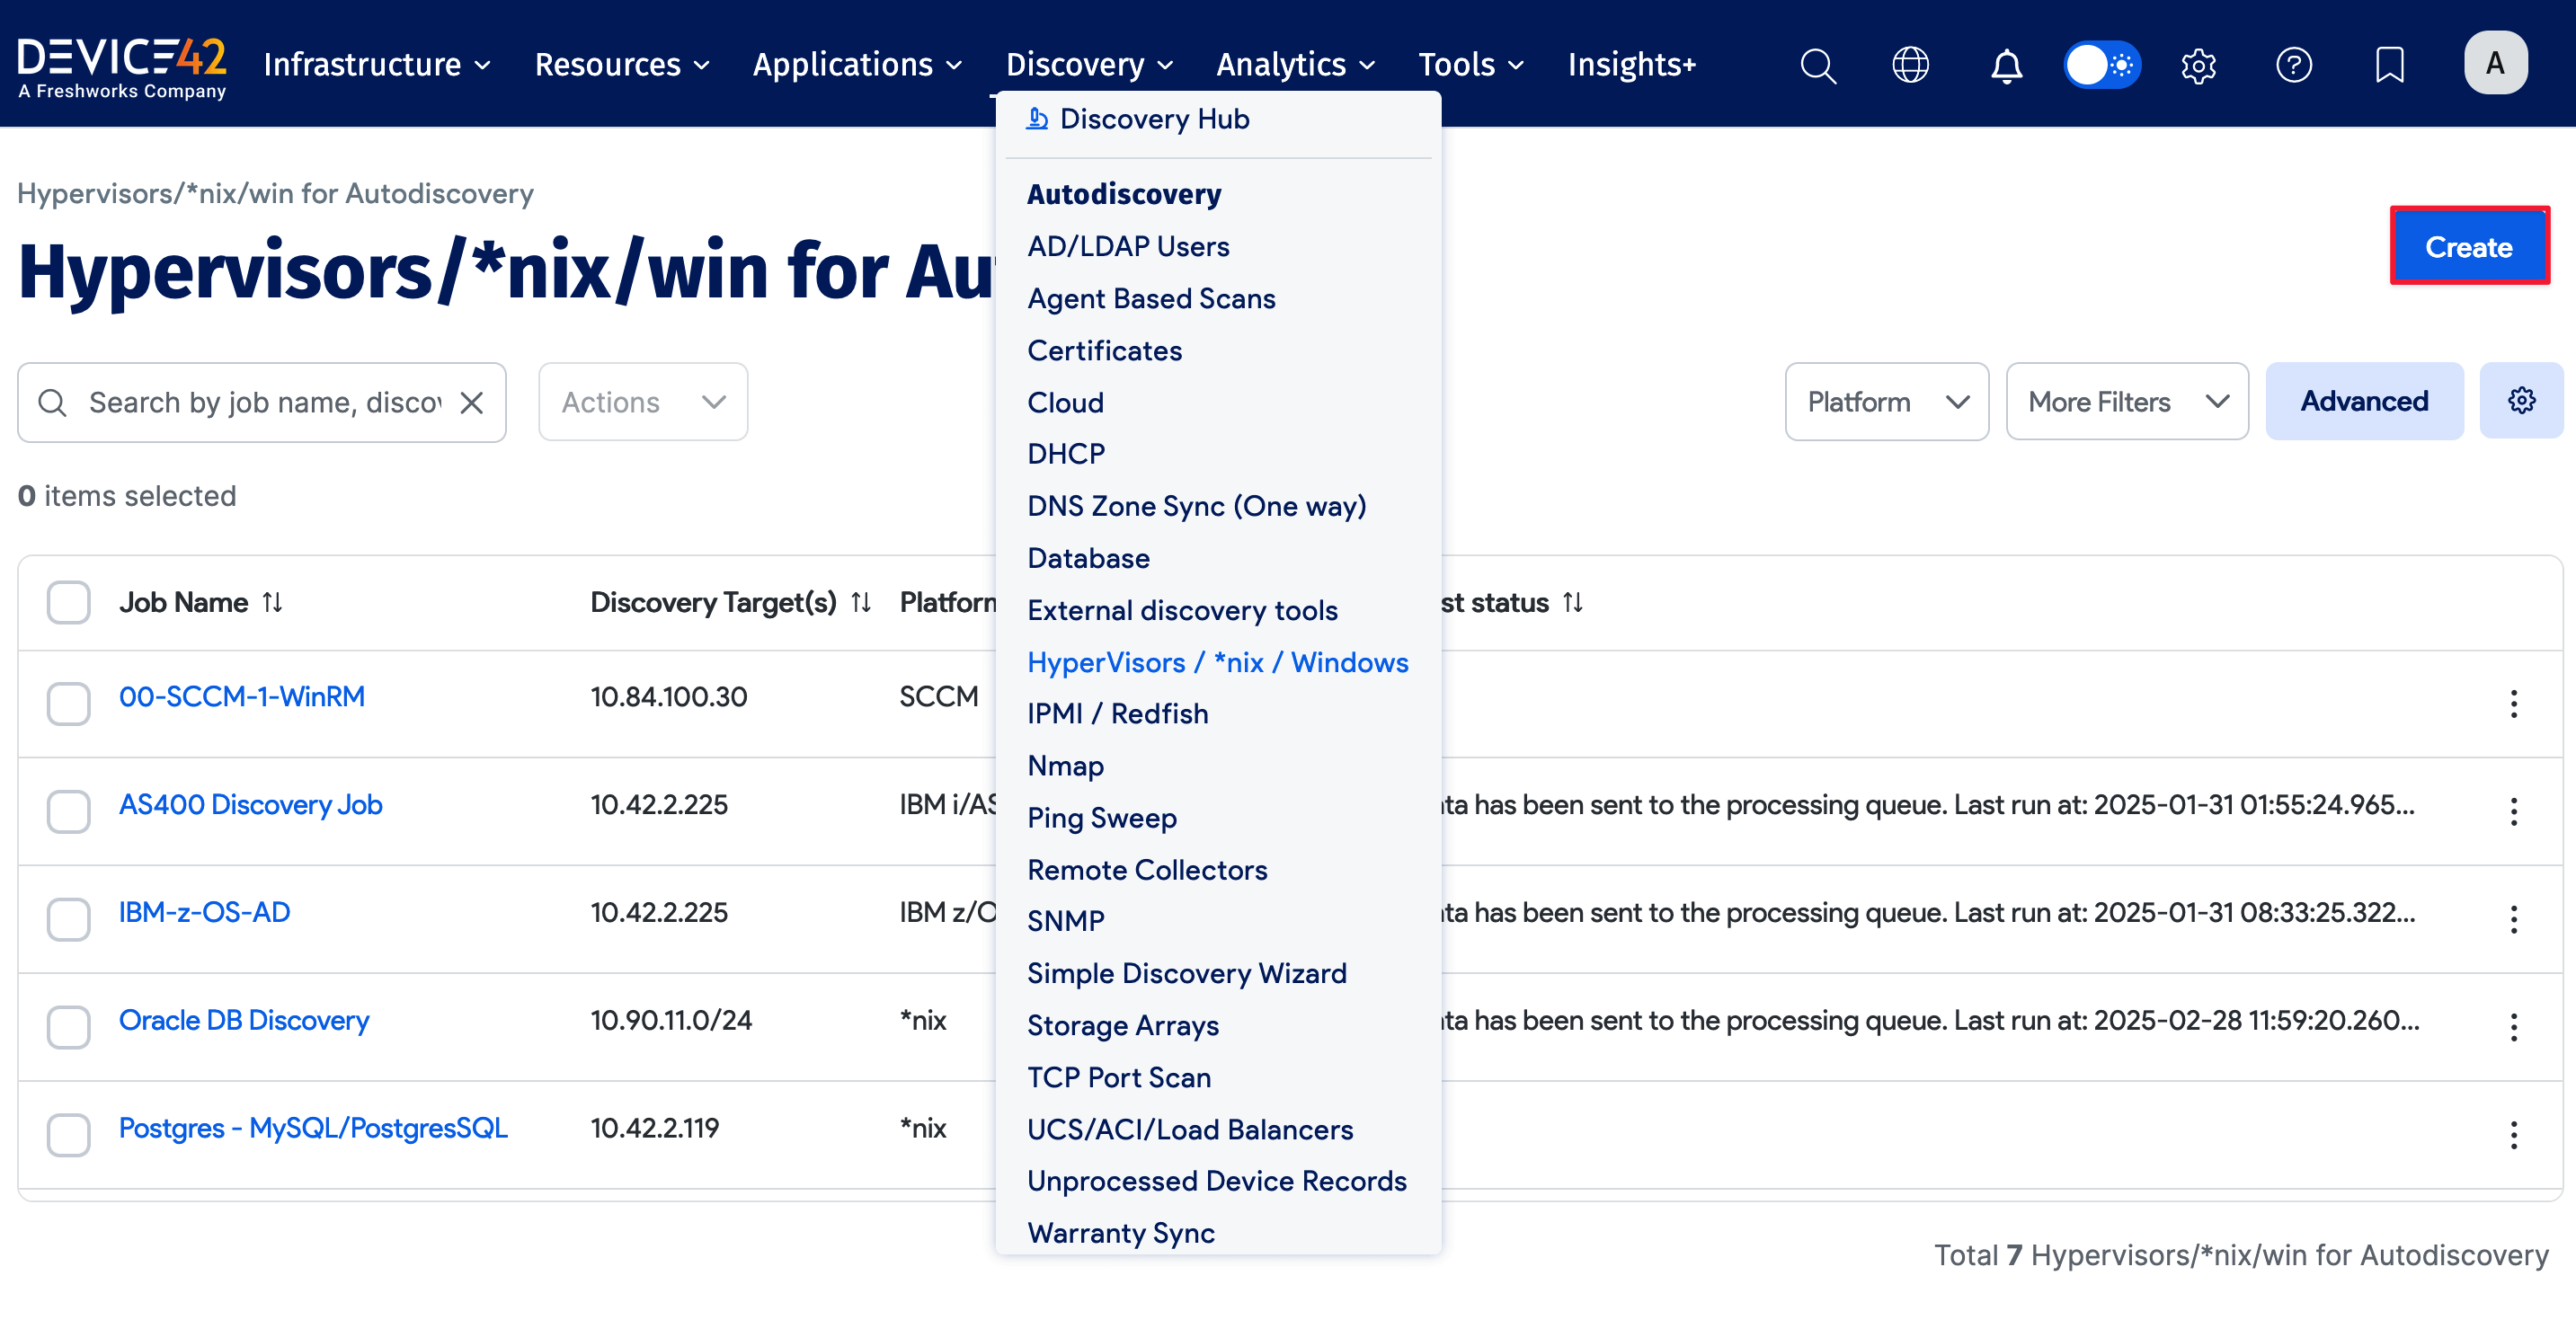 DEVICE42
A Freshworks Company
Infrastructure
Resources
Applications
Discovery
Analytics
Tools
Insights+
A
Discovery Hub
Autodiscovery
AD/LDAP Users
Agent Based Scans
Certificates
Cloud
DHCP
DNS Zone Sync (One way)
Database
External discovery tools
HyperVisors / *nix / Windows
IPMI / Redfish
Nmap
Ping Sweep
Remote Collectors
SNMP
Simple Discovery Wizard
Storage Arrays
TCP Port Scan
UCS/ACI/Load Balancers
Unprocessed Device Records
Warranty Sync
Hypervisors/*nix/win for Autodiscovery
Hypervisors/*nix/win for Au
Create
Search by job name, disco
Actions
Platform
More Filters
Advanced
0 items selected
Job Name
Discovery Target(s)
Platform
st status
00-SCCM-1-WinRM
10.84.100.30
SCCM
AS400 Discovery Job
10.42.2.225
IBM i/AS
ata has been sent to the processing queue. Last run at: 2025-01-31 01:55:24.965...
IBM-z-OS-AD
10.42.2.225
IBM z/O
ata has been sent to the processing queue. Last run at: 2025-01-31 08:33:25.322...
Oracle DB Discovery
10.90.11.0/24
*nix
ata has been sent to the processing queue. Last run at: 2025-02-28 11:59:20.260...
Postgres - MySQL/PostgresSQL
10.42.2.119
*nix
Total 7 Hypervisors/*nix/win for Autodiscovery